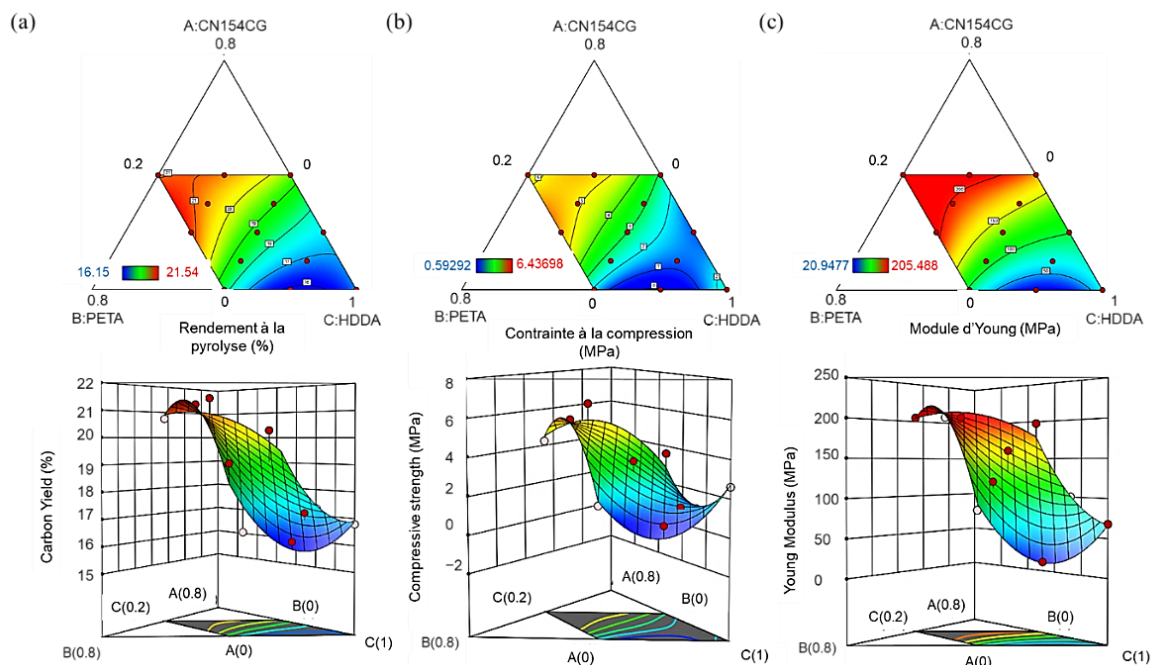 (a)
(b)
(c)
A:CN154CG
0.8
0.2
0
16.15
21.54
0.8
B:PETA
0
1
C:HDDA
Rendement à la
pyrolyse (%)
A:CN154CG
0.8
0.2
0
0.59292
6.43698
0.8
B:PETA
0
1
C:HDDA
Contrainte à la compression
(MPa)
A:CN154CG
0.8
0.2
0
20.9477
205.488
0.8
B:PETA
0
1
C:HDDA
Module d'Young (MPa)
Carbon Yield (%)
22
21
20
19
18
17
16
15
C(0.2)
A(0.8)
B(0)
B(0.8)
A(0)
C(1)
Compressive strength (MPa)
8
6
4
2
0
−2
C(0.2)
A(0.8)
B(0)
B(0.8)
A(0)
C(1)
Young Modulus (MPa)
250
200
150
100
50
0
C(0.2)
A(0.8)
B(0)
B(0.8)
A(0)
C(1)